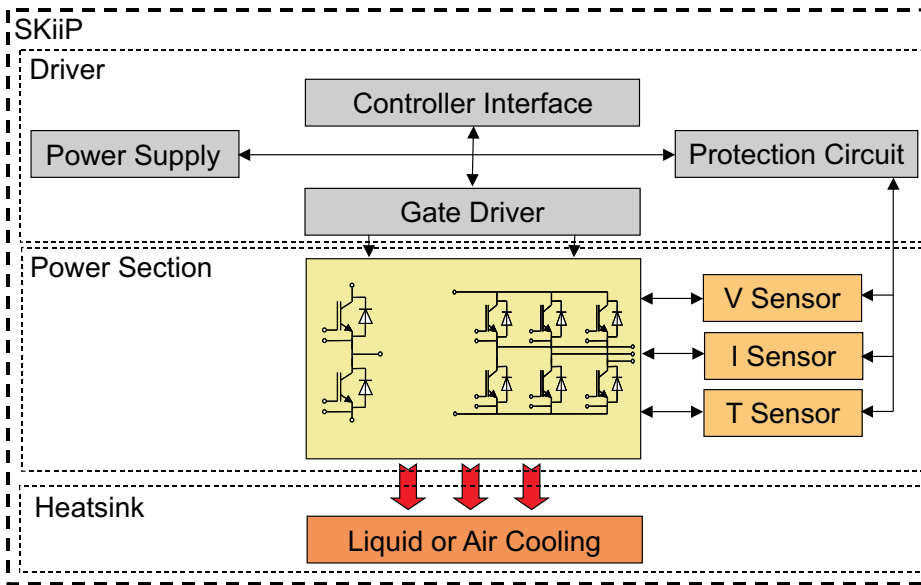 SKiiP
Driver
Controller Interface
Power Supply
Protection Circuit
Gate Driver
Power Section
V Sensor
I Sensor
T Sensor
Heatsink
Liquid or Air Cooling